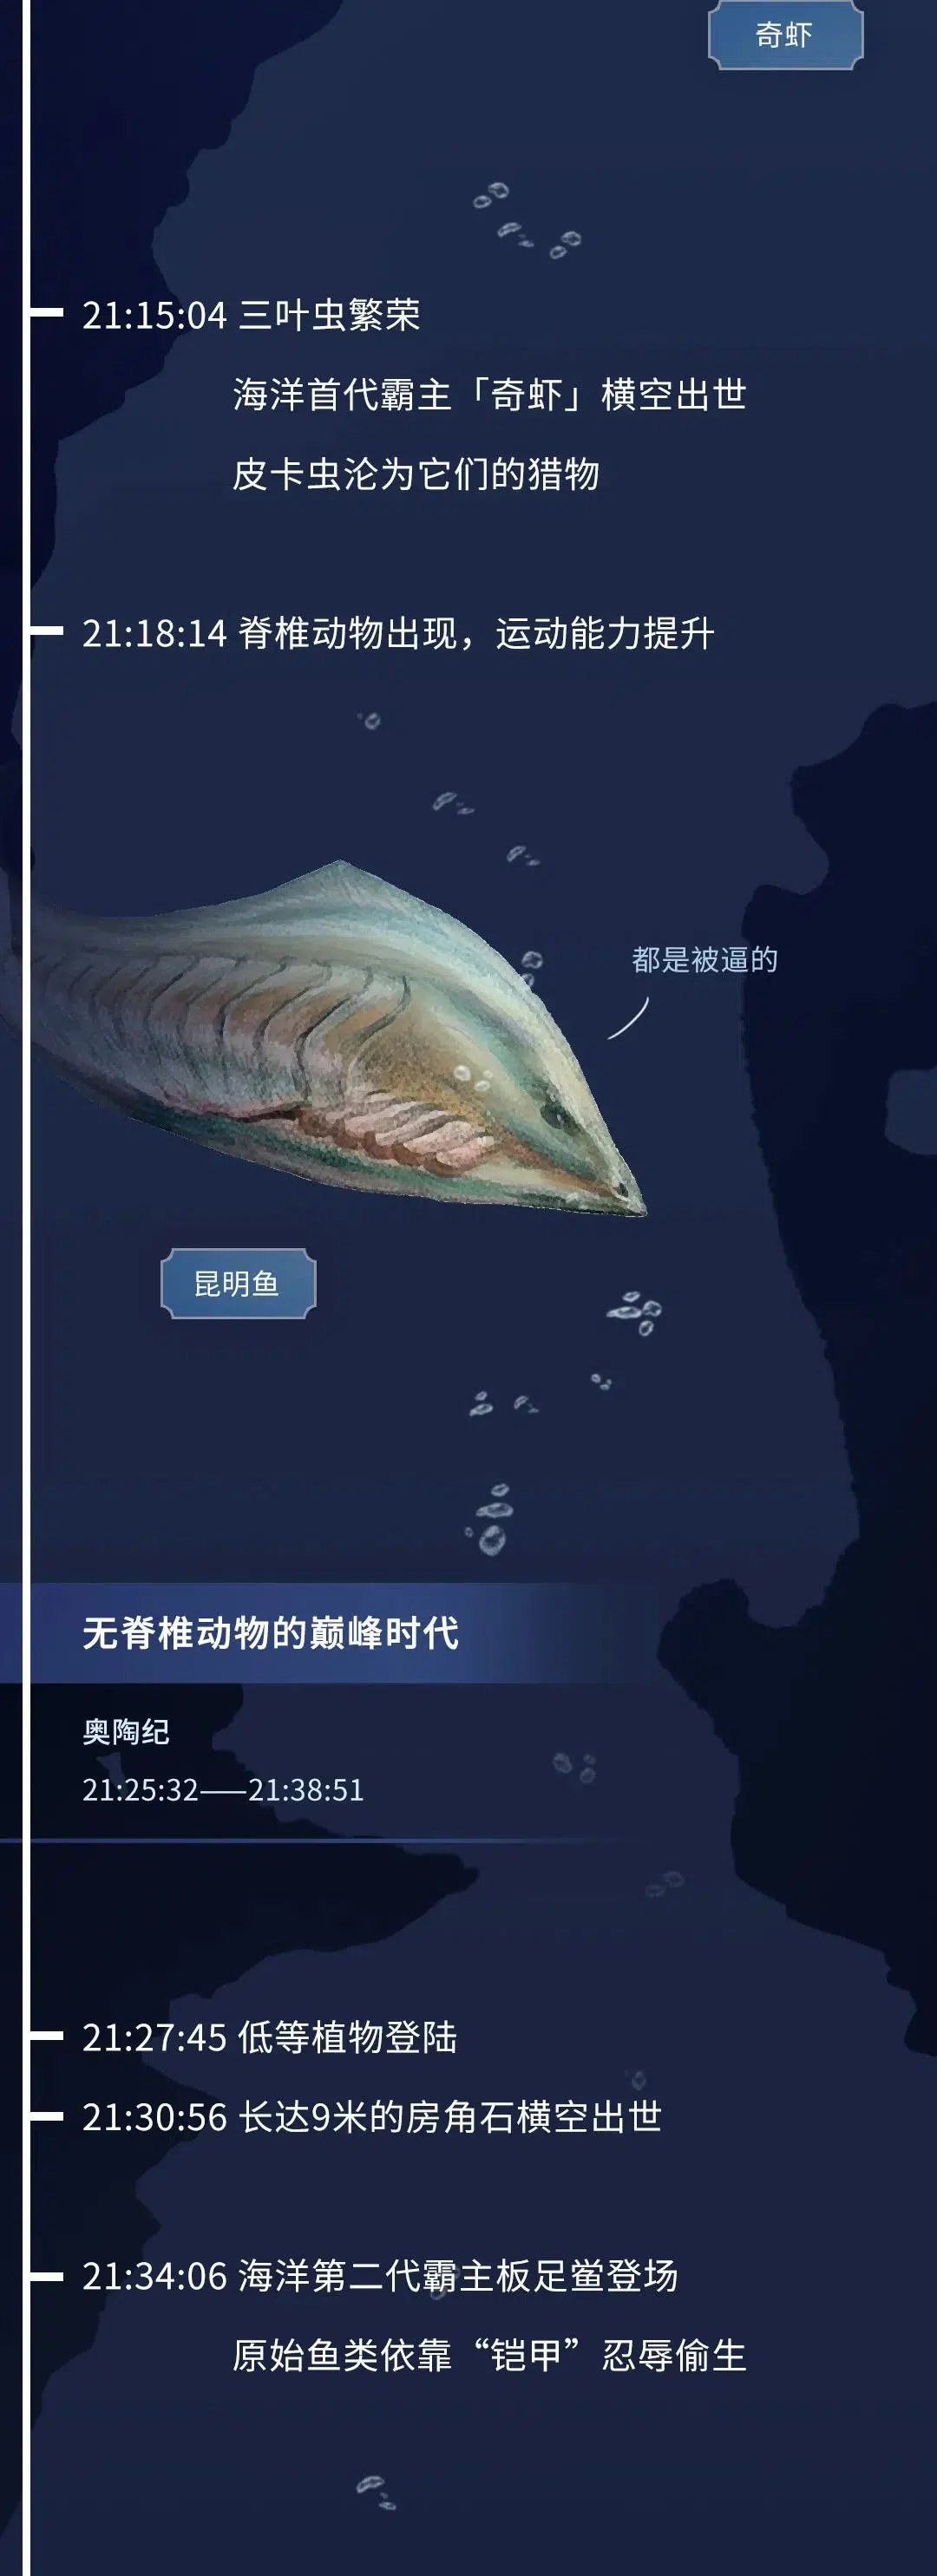 奇虾
21:15:04 三叶虫繁荣
海洋首代霸主「奇虾」横空出世
皮卡虫沦为它们的猎物
21:18:14 脊椎动物出现，运动能力提升
都是被逼的
昆明鱼
无脊椎动物的巅峰时代
奥陶纪
21:25:32——21:38:51
21:27:45 低等植物登陆
21:30:56 长达9米的房角石横空出世
21:34:06 海洋第二代霸主板足鲎登场
原始鱼类依靠“铠甲”忍辱偷生